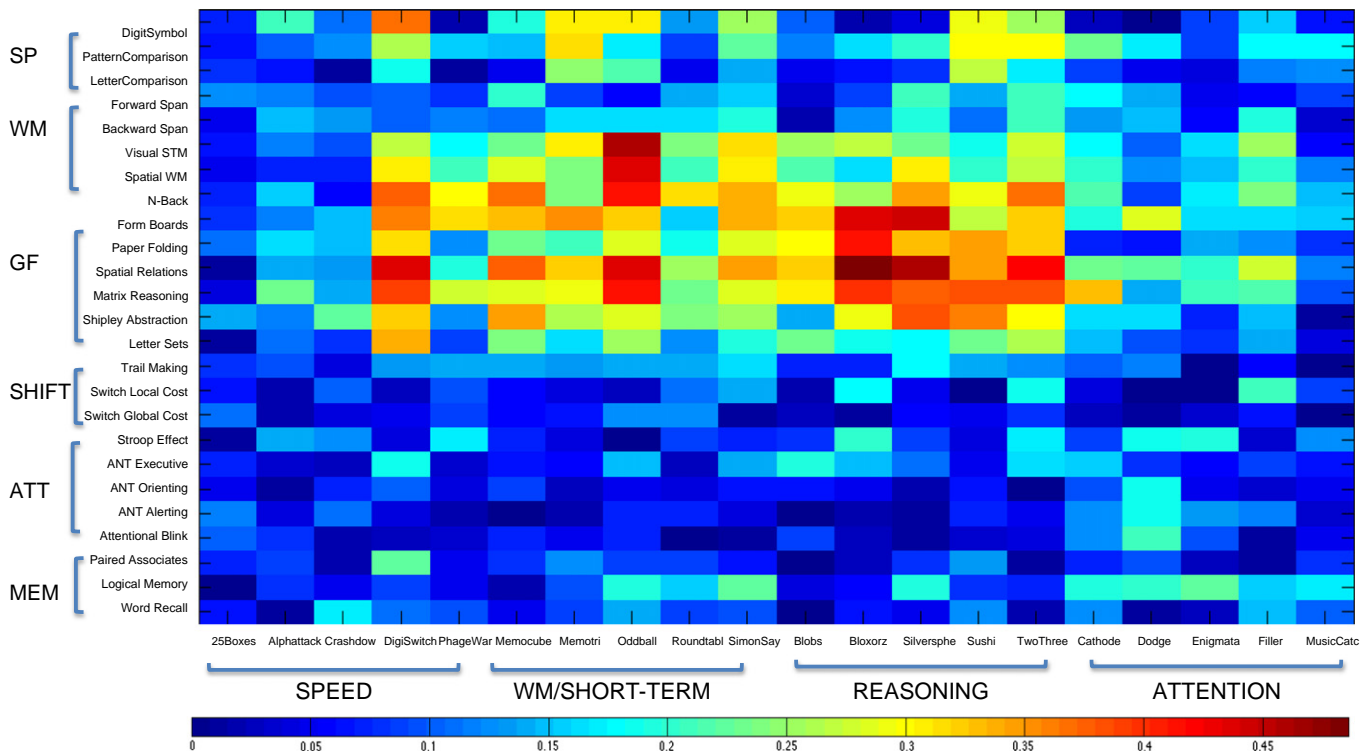 DigitSymbol
SP
PatternComparison
LetterComparison
Forward Span
WM
Backward Span
Visual STM
Spatial WM
N-Back
Form Boards
Paper Folding
GF
Spatial Relations
Matrix Reasoning
Shipley Abstraction
Letter Sets
Trail Making
SHIFT
Switch Local Cost
Switch Global Cost
Stroop Effect
ANT Executive
ATT
ANT Orienting
ANT Alerting
Attentional Blink
Paired Associates
MEM
Logical Memory
Word Recall
25Boxes Alphattack Crashdow DigiSwitch PhageWar Memocube Memotri Oddball Roundtabl SimonSay Blobs Bloxorz Silversphe Sushi TwoThree Cathode Dodge Enigmata Filler MusicCatc
SPEED WM/SHORT-TERM REASONING ATTENTION
0 0.05 0.1 0.15 0.2 0.25 0.3 0.35 0.4 0.45